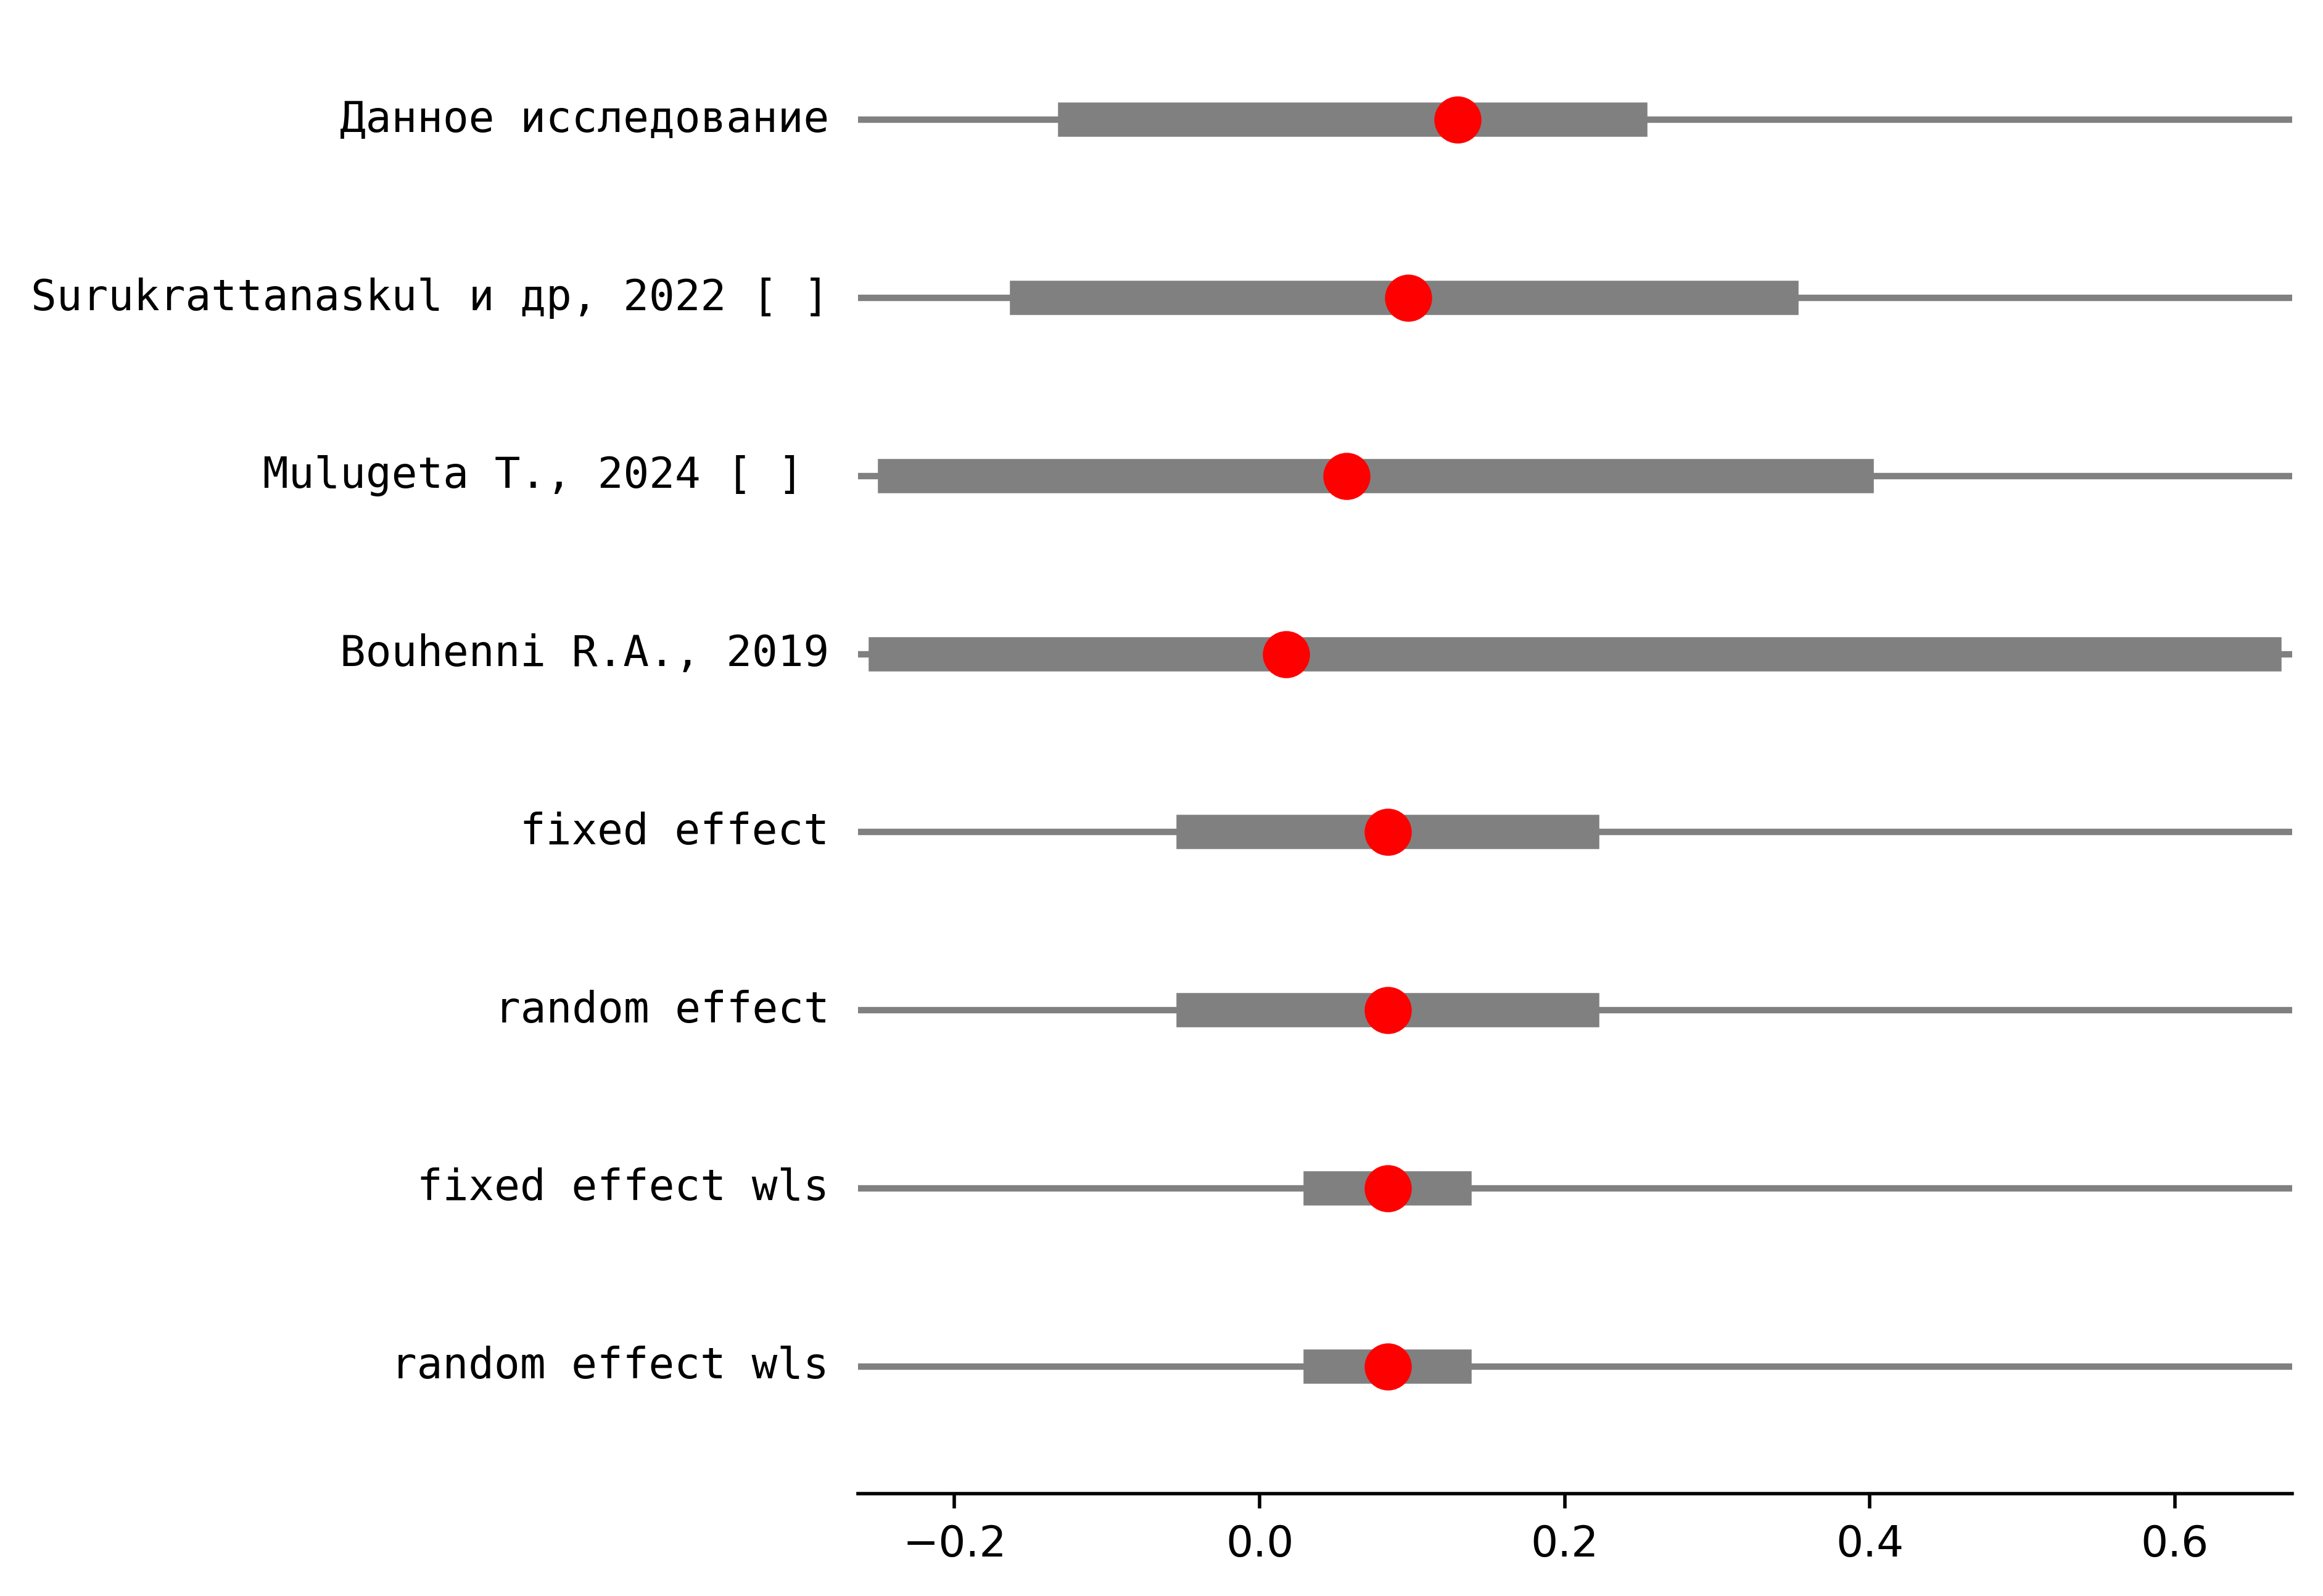 Данное исследование
Surukrattanaskul и др, 2022 [ ]
Mulugeta T., 2024 [ ]
Bouhenni R.A., 2019
fixed effect
random effect
fixed effect wls
random effect wls
−0.2 0.0 0.2 0.4 0.6